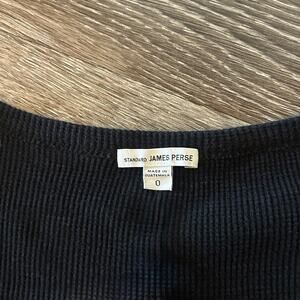 STANDARD JAMES PERSE
MADE IN
GUATEMALA
0